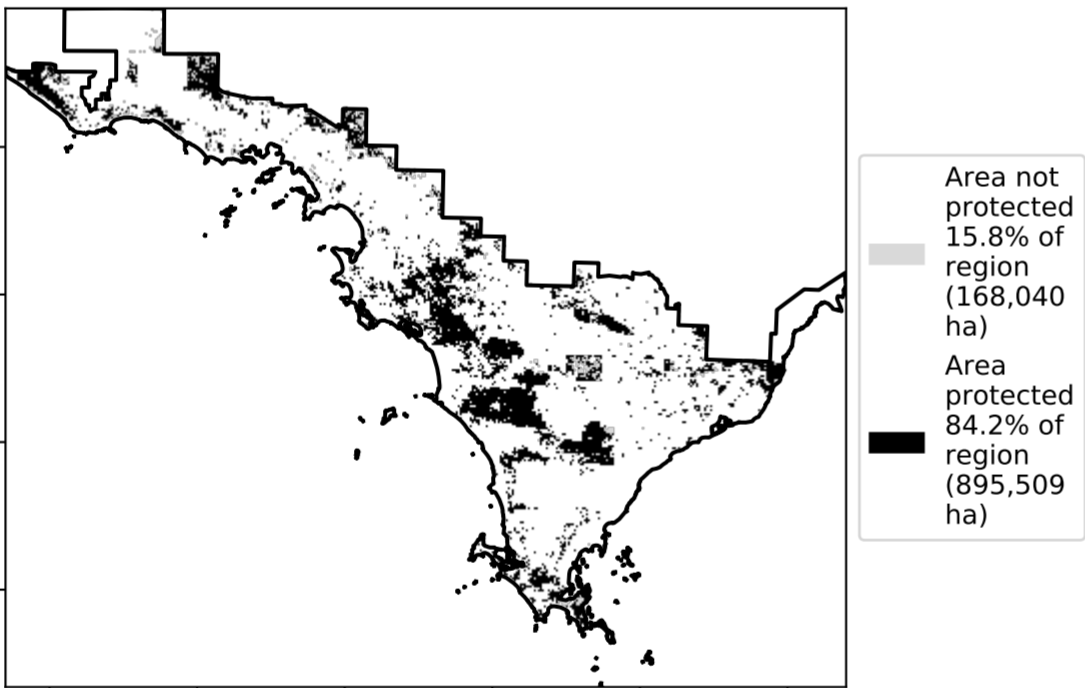 Area not
protected
15.8% of
region
(168,040
ha)
Area
protected
84.2% of
region
(895,509
ha)